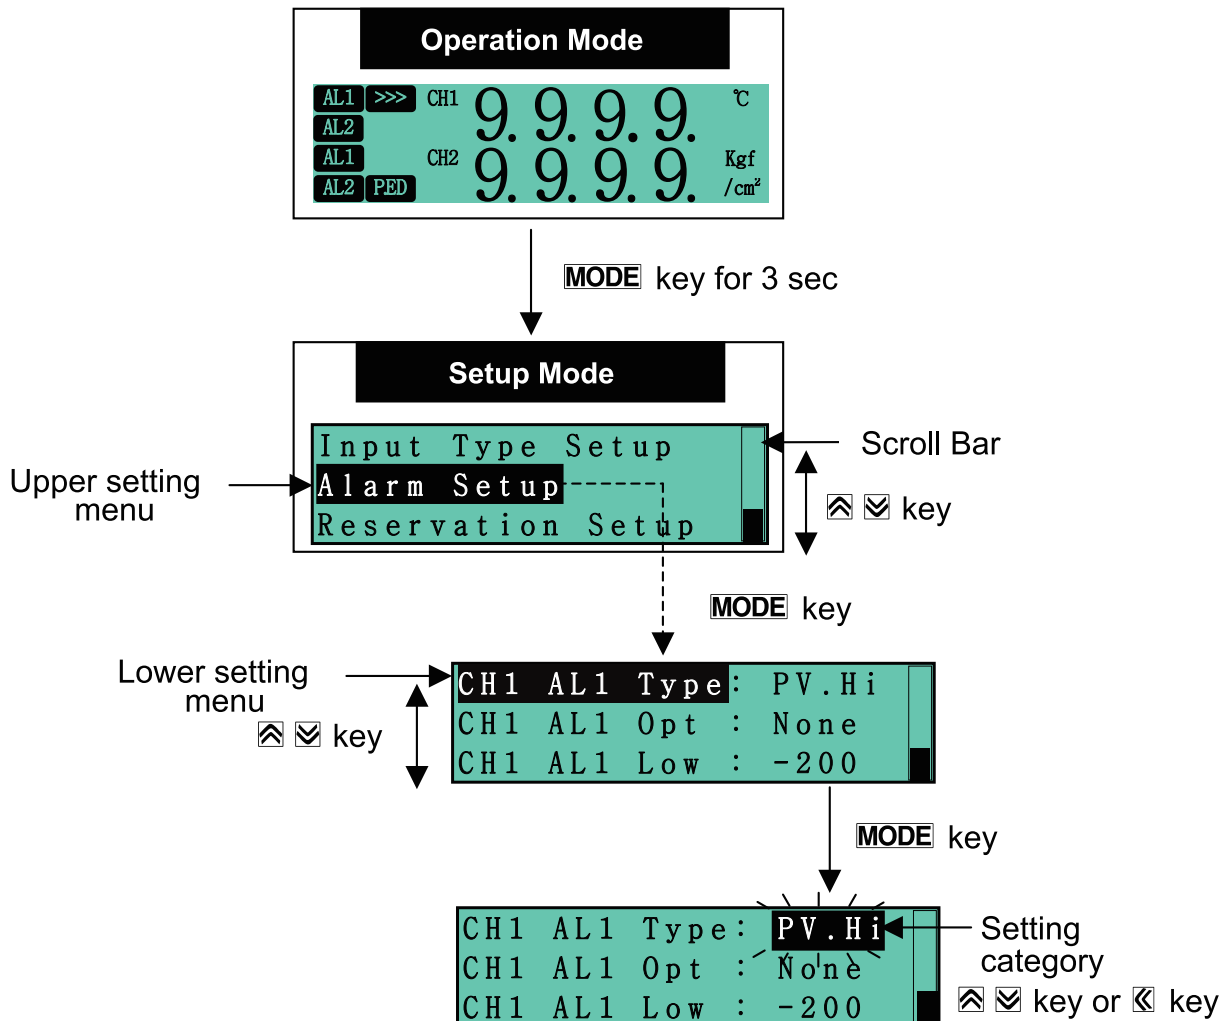 Operation Mode
AL1 >>> CH1 9. 9. 9. 9. ℃
AL2
AL1 CH2 9. 9. 9. 9. Kgf
AL2 P.ED /cm²
MODE key for 3 sec
Setup Mode
Input Type Setup
Alarm Setup
Reservation Setup
Scroll Bar
Upper setting
menu
key
MODE key
Lower setting
menu
key
CH1 AL1 Type: PV.Hi
CH1 AL1 Opt : None
CH1 AL1 Low : -200
MODE key
CH1 AL1 Type: PV.Hi
CH1 AL1 Opt : None
CH1 AL1 Low : -200
Setting
category
key or key